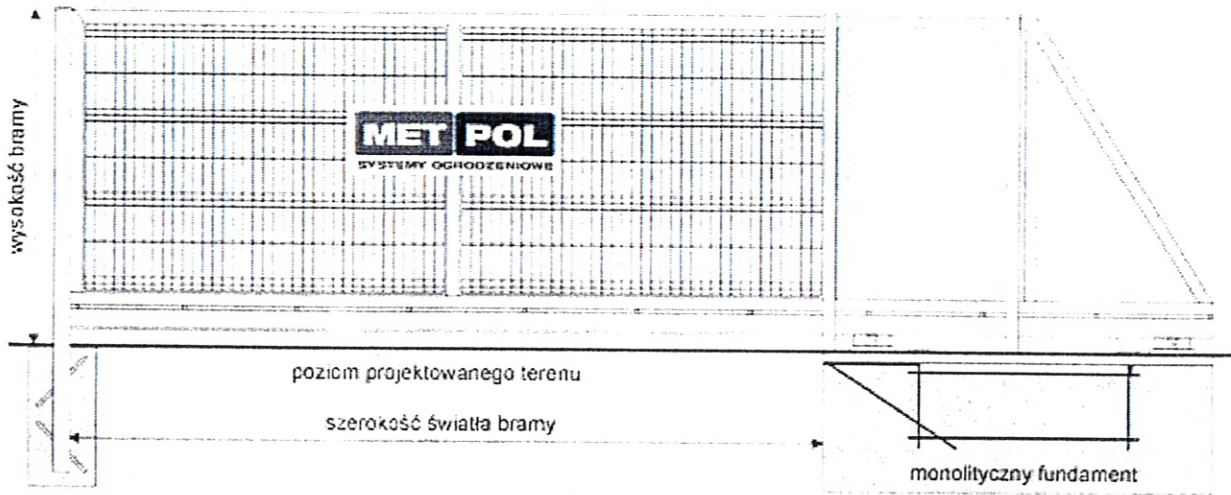 wysokość bramy
MET POL
SYSTEMY OGRODZENIOWE
poziom projektowanego terenu
szerokość światła bramy
monolityczny fundament